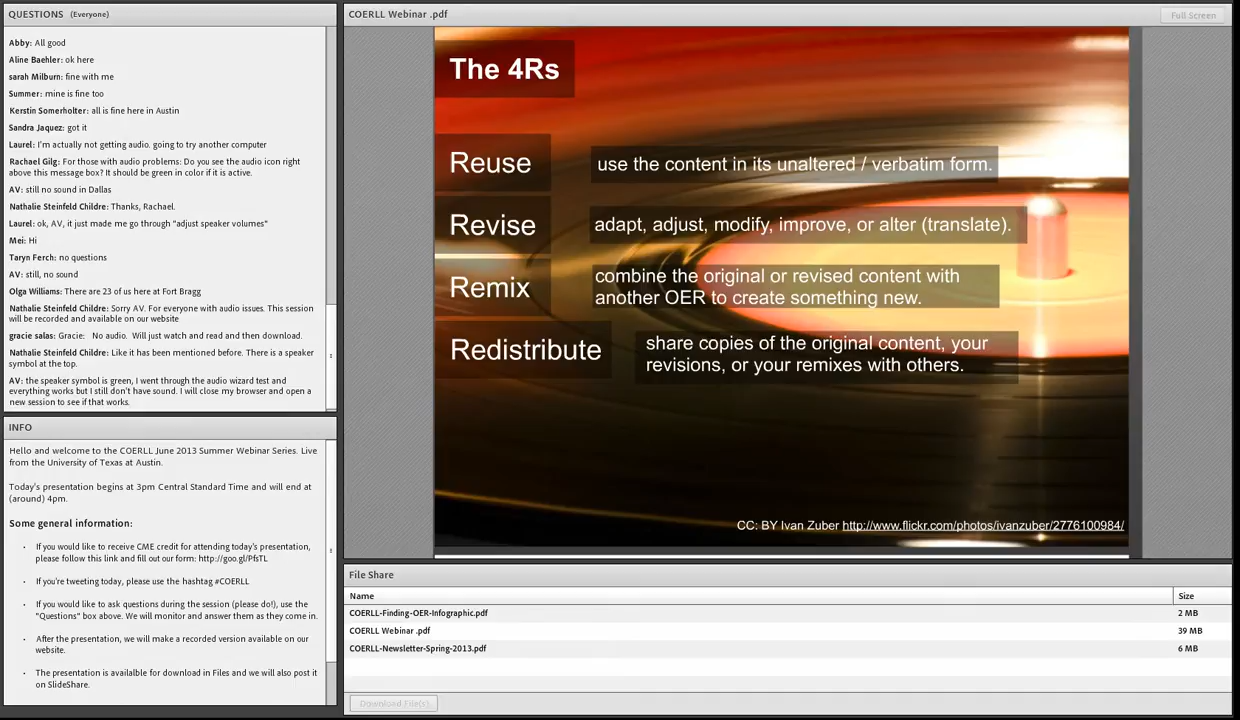 QUESTIONS (Everyone)
Abby: All good
Aline Baehler: ok here
sarah Milburn: fine with me
Summer: mine is fine too
Kerstin Somerholter: all is fine here in Austin
Sandra Jaquez: got it
Laurel: I'm actually not getting audio. going to try another computer
Rachael Gilg: For those with audio problems: Do you see the audio icon right
above this message box? It should be green in color if it is active.
AV: still no sound in Dallas
Nathalie Steinfeld Childre: Thanks, Rachael.
Laurel: ok, AV, it just made me go through "adjust speaker volumes"
Mei: Hi
Taryn Ferch: no questions
AV: still, no sound
Olga Williams: There are 23 of us here at Fort Bragg
Nathalie Steinfeld Childre: Sorry AV. For everyone with audio issues. This session
will be recorded and available on our website
gracie salas: Gracie: No audio. Will just watch and read and then download.
Nathalie Steinfeld Childre: Like it has been mentioned before. There is a speaker
symbol at the top.
AV: the speaker symbol is green, I went through the audio wizard test and
everything works but I still don't have sound. I will close my browser and open a
new session to see if that works.
INFO
Hello and welcome to the COERLL June 2013 Summer Webinar Series. Live
from the University of Texas at Austin.
Today's presentation begins at 3pm Central Standard Time and will end at
(around) 4pm.
Some general information:
• If you would like to receive CME credit for attending today's presentation,
please follow this link and fill out our form: http://goo.gl/PfsTL
• If you're tweeting today, please use the hashtag #COERLL
• If you would like to ask questions during the session (please do!), use the
"Questions" box above. We will monitor and answer them as they come in.
• After the presentation, we will make a recorded version available on our
website.
• The presentation is availalble for download in Files and we will also post it
on SlideShare.
COERLL Webinar .pdf
Full Screen
The 4Rs
Reuse
use the content in its unaltered / verbatim form.
Revise
adapt, adjust, modify, improve, or alter (translate).
Remix
combine the original or revised content with
another OER to create something new.
Redistribute
share copies of the original content, your
revisions, or your remixes with others.
CC: BY Ivan Zuber http://www.flickr.com/photos/ivanzuber/2776100984/
File Share
Name Size
COERLL-Finding-OER-Infographic.pdf 2 MB
COERLL Webinar .pdf 39 MB
COERLL-Newsletter-Spring-2013.pdf 6 MB
Download File(s)